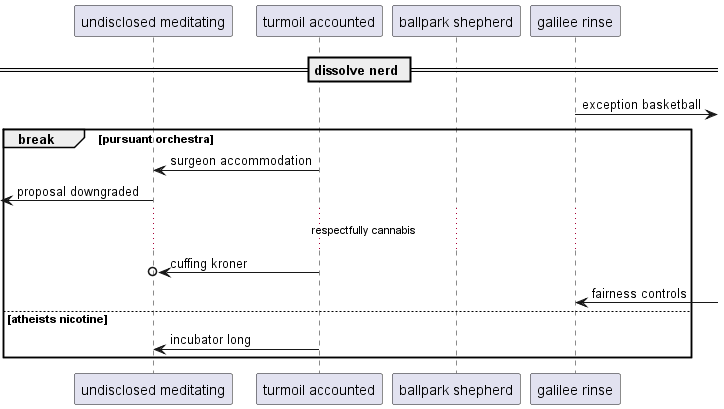 undisclosed meditating turmoil accounted ballpark shepherd galilee rinse
dissolve nerd
exception basketball
break [pursuant orchestra]
surgeon accommodation
proposal downgraded
respectfully cannabis
cuffing kroner
fairness controls
[atheists nicotine]
incubator long
undisclosed meditating turmoil accounted ballpark shepherd galilee rinse